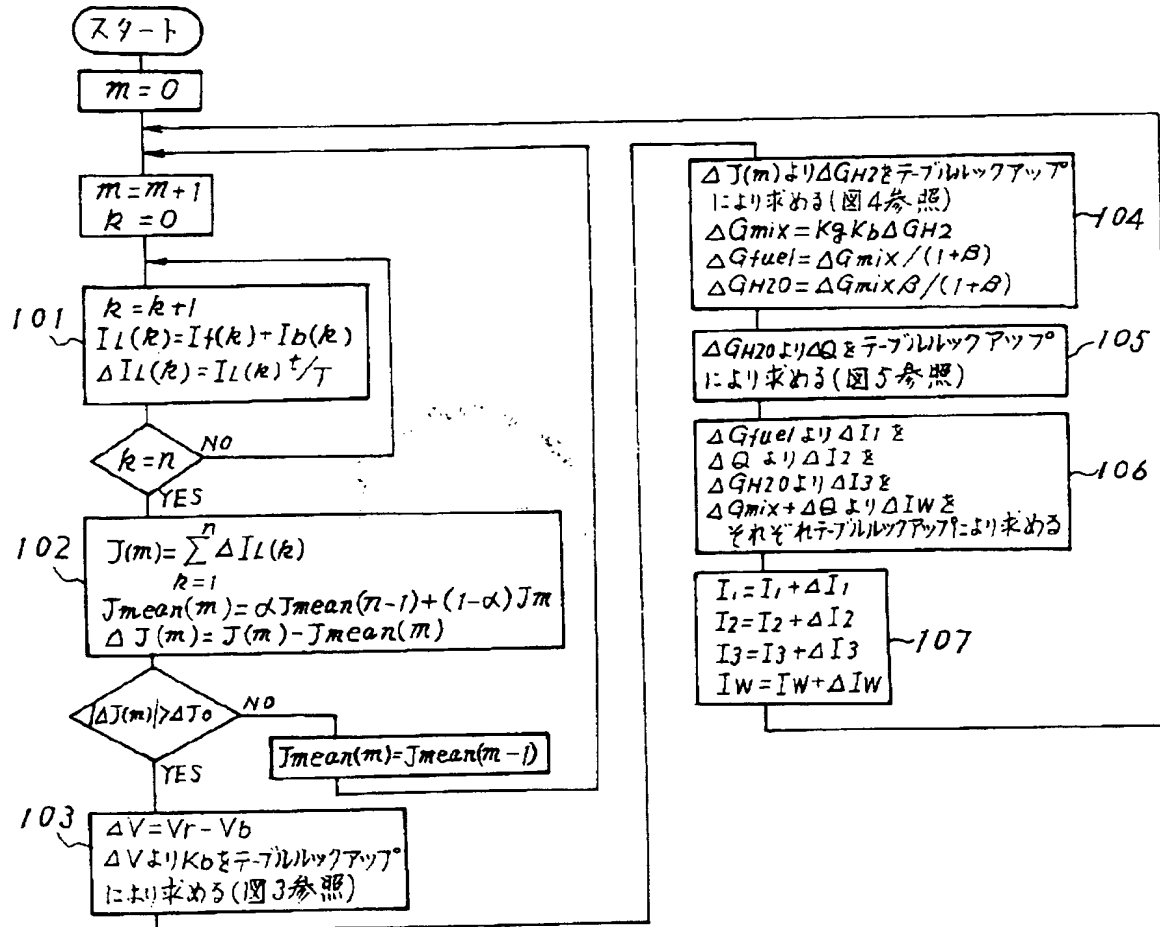 スタート
m=0
m=m+1
k=0
101
k=k+1
IL(k)=If(k)+Ib(k)
ΔIL(k)=IL(k)t/T
k=n
NO
YES
102
J(m)=∑ΔIL(k)
n
k=1
Jmean(m)=αJmean(n-1)+(1-α)Jm
ΔJ(m)=J(m)-Jmean(m)
|ΔJ(m)|>ΔJ0
NO
YES
Jmean(m)=Jmean(m-1)
103
ΔV=Vr-Vb
ΔVよりKbをテーブルルックアップ
により求める(図3参照)
ΔJ(m)よりΔGH2をテーブルルックアップ
により求める(図4参照)
ΔGmix=KgKbΔGH2
ΔGfuel=ΔGmix/(1+β)
ΔGH20=ΔGmixβ/(1+β)
104
ΔGH20よりΔQをテーブルルックアップ
により求める(図5参照)
105
ΔGfuelよりΔI1を
ΔQよりΔI2を
ΔGH20よりΔI3を
ΔGmix+ΔQよりΔIWを
それぞれテーブルルックアップにより求める
106
I1=I1+ΔI1
I2=I2+ΔI2
I3=I3+ΔI3
IW=IW+ΔIW
107